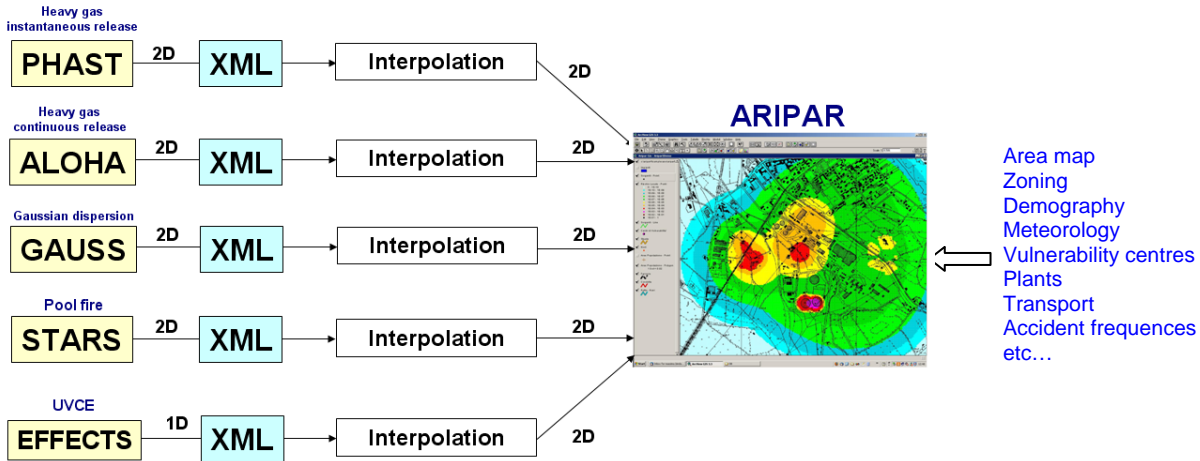 Heavy gas
instantaneous release
PHAST
2D
XML
Interpolation
2D
Heavy gas
continuous release
ALOHA
2D
XML
Interpolation
2D
Gaussian dispersion
GAUSS
2D
XML
Interpolation
2D
Pool fire
STARS
2D
XML
Interpolation
2D
UVCE
EFFECTS
1D
XML
Interpolation
2D
ARIPAR
Area map
Zoning
Demography
Meteorology
Vulnerability centres
Plants
Transport
Accident frequences
etc…